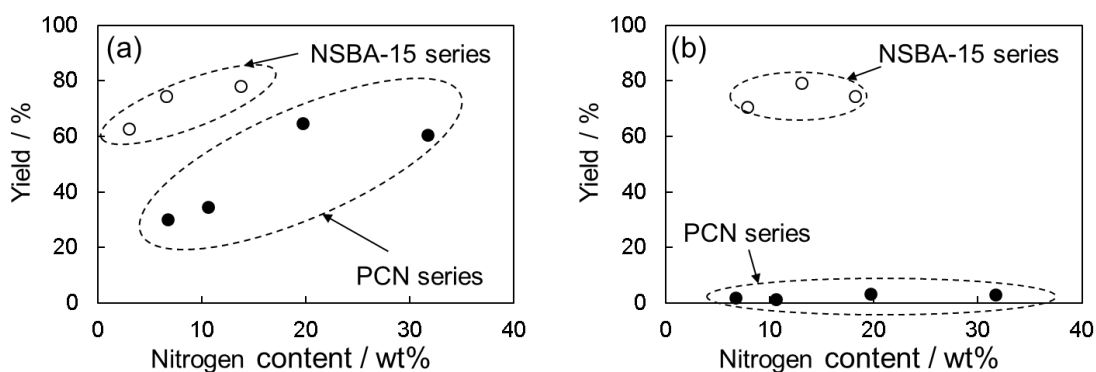 100
80
60
40
20
0
Yield / %
(a)
NSBA-15 series
PCN series
0 10 20 30 40
Nitrogen content / wt%
100
80
60
40
20
0
Yield / %
(b)
NSBA-15 series
PCN series
0 10 20 30 40
Nitrogen content / wt%